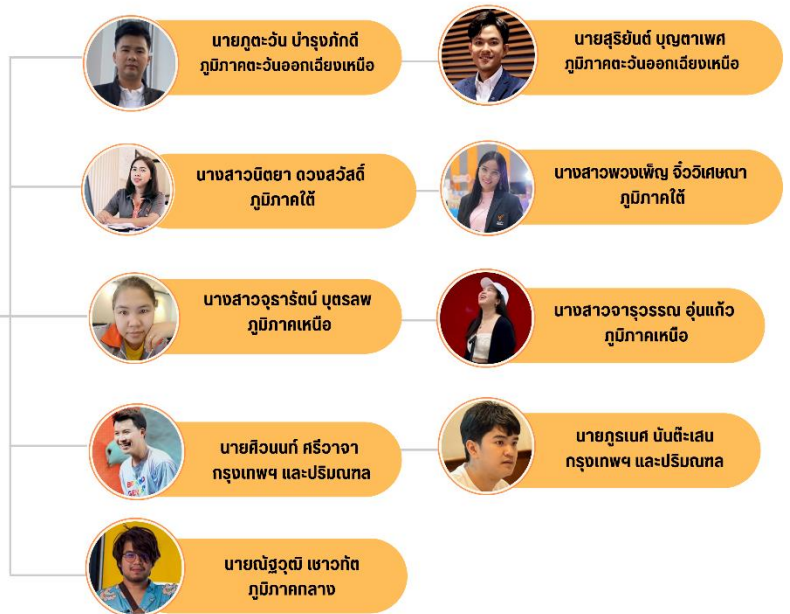 นายภูตะวัน บำรุงภักดี
ภูมิภาคตะวันออกเฉียงเหนือ
นายสุริยันต์ บุญตาเพศ
ภูมิภาคตะวันออกเฉียงเหนือ
นางสาวนิตยา ดวงสวัสดิ์
ภูมิภาคใต้
นางสาวพวงเพ็ญ จิ๋ววิเศษณา
ภูมิภาคใต้
นางสาวจุรารัตน์ บุตรลพ
ภูมิภาคเหนือ
นางสาวจารุวรรณ อุ่นแก้ว
ภูมิภาคเหนือ
นายศิวนนท์ ศรีวาจา
กรุงเทพฯ และปริมณฑล
นายภูธเนศ นันต๊ะเสน
กรุงเทพฯ และปริมณฑล
นายณัฐวุฒิ เชาวทัต
ภูมิภาคกลาง